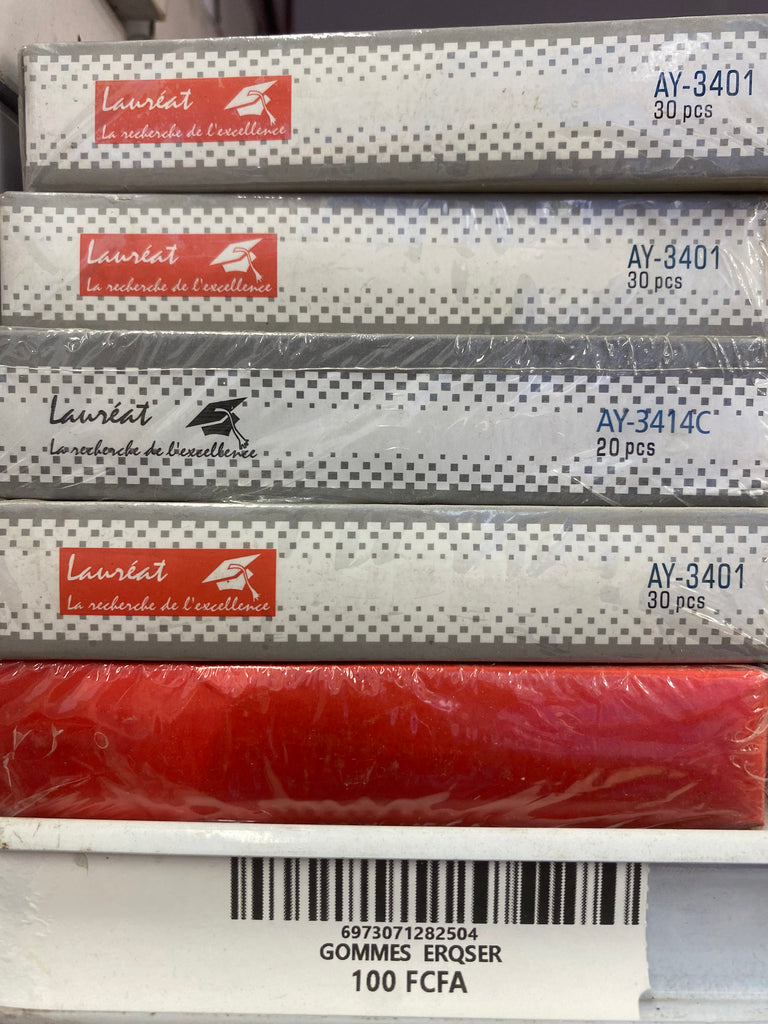 Lauréat
La recherche de l'excellence
AY-3401
30 pcs
Lauréat
La recherche de l'excellence
AY-3401
30 pcs
Lauréat
La recherche de l'excellence
AY-3414C
20 pcs
Lauréat
La recherche de l'excellence
AY-3401
30 pcs
6973071282504
GOMMES ERQSER
100 FCFA